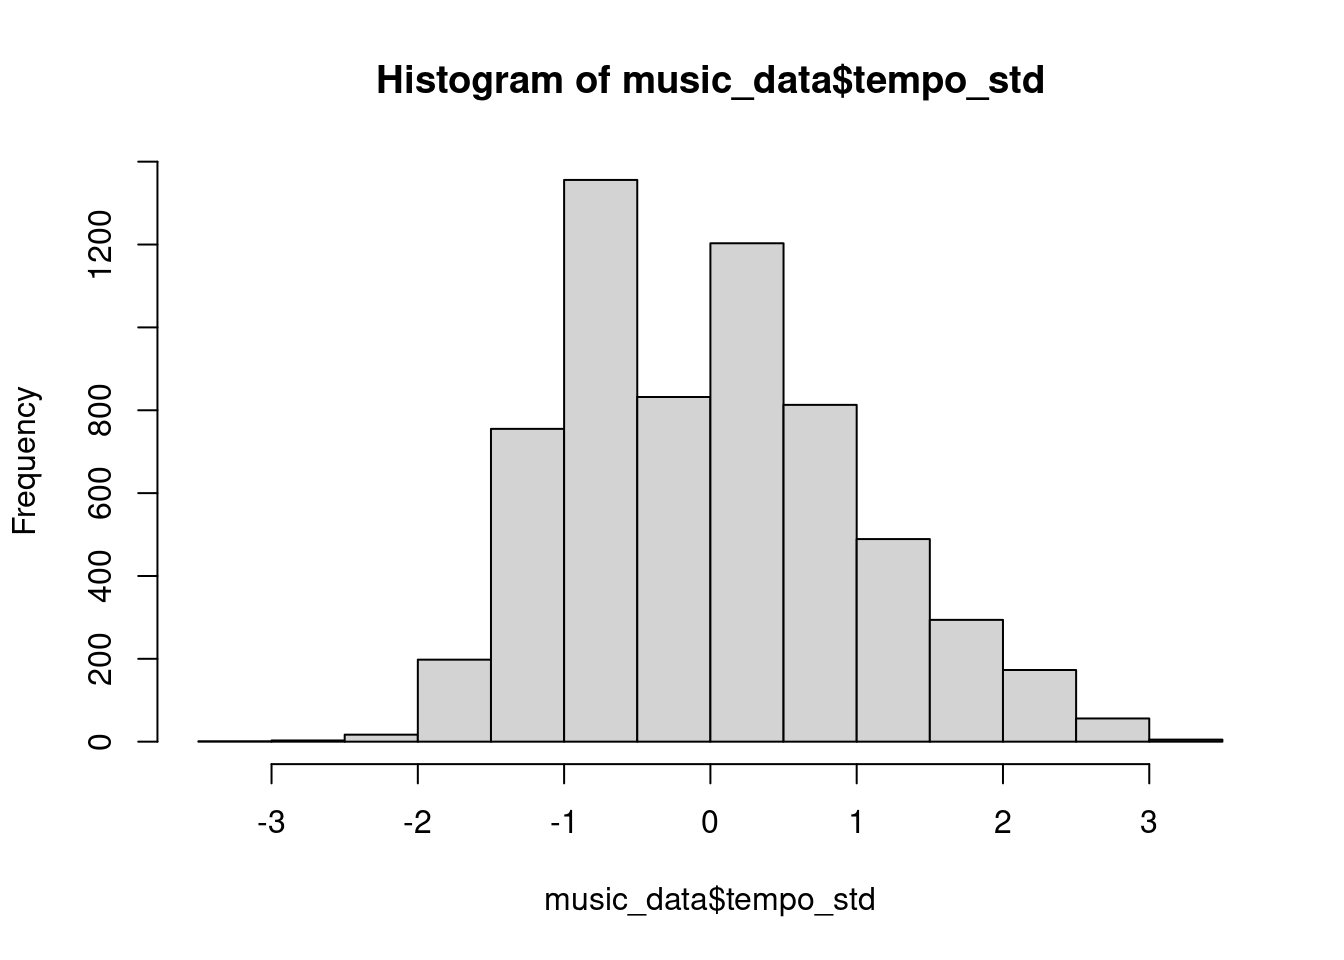 Histogram of music_data$tempo_std
Frequency
1200
800
600
400
200
0
-3 -2 -1 0 1 2 3
music_data$tempo_std